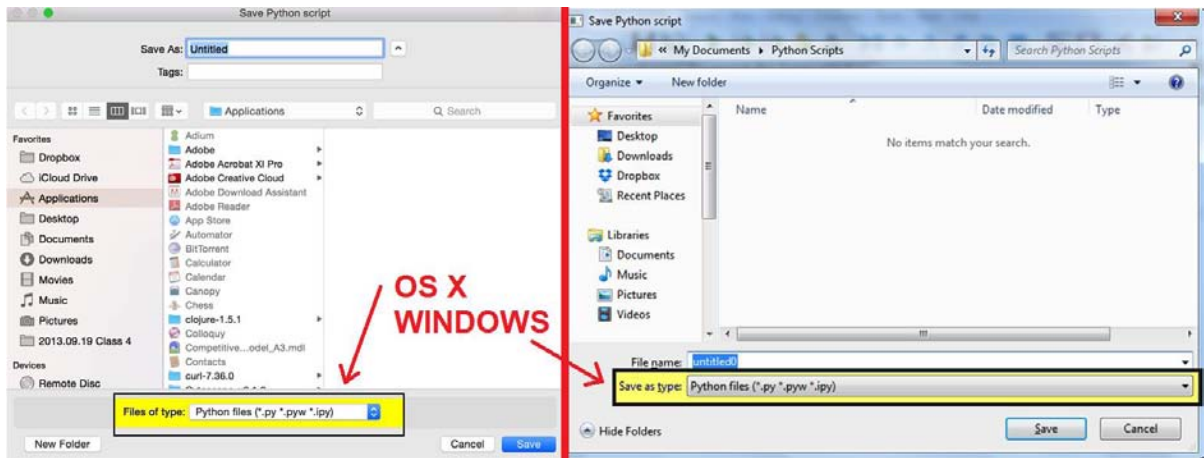 Save Python script
Save As: Untitled
Tags:
Applications
Search
Favorites
Dropbox
iCloud Drive
Applications
Desktop
Documents
Downloads
Movies
Music
Pictures
2013.09.19 Class 4
Devices
Remote Disc
Adium
Adobe
Adobe Acrobat XI Pro
Adobe Creative Cloud
Adobe Download Assistant
Adobe Reader
App Store
Automator
BitTorrent
Calculator
Calendar
Canopy
Chess
clojure-1.5.1
Colloquy
Competitive...odel_A3.mdl
Contacts
curl-7.36.0
Files of type: Python files (*.py *.pyw *.ipy)
New Folder
Cancel
Save
OS X
WINDOWS
Save Python script
« My Documents
Python Scripts
Search Python Scripts
Organize
New folder
Favorites
Desktop
Downloads
Dropbox
Recent Places
Libraries
Documents
Music
Pictures
Videos
Name
Date modified
Type
No items match your search.
File name: untitled0
Save as type: Python files (*.py *.pyw *.ipy)
Hide Folders
Save
Cancel